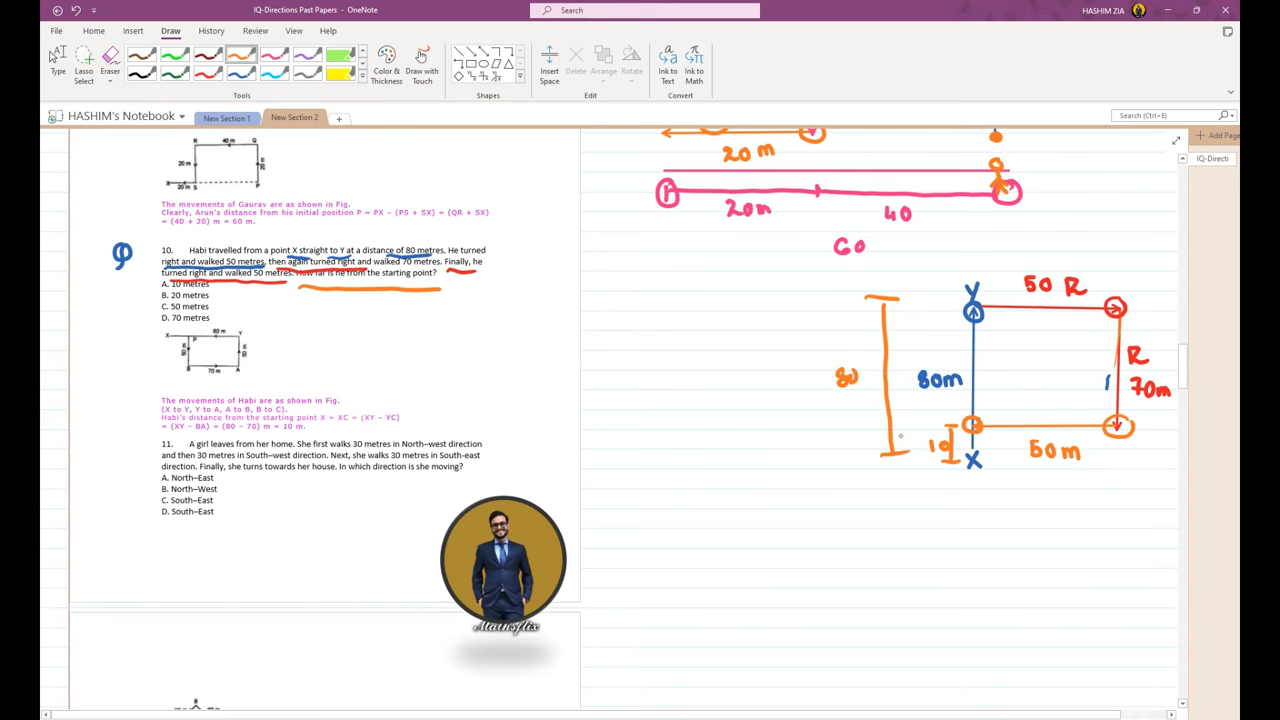 IQ-Directions Past Papers - OneNote
Search
HASHIM ZIA
File Home Insert Draw History Review View Help
Type
Lasso Select
Eraser
Color & Thickness
Draw with Touch
Insert Space
Delete
Arrange
Rotate
Ink to Text
Ink to Math
Tools
Shapes
Edit
Convert
HASHIM's Notebook
New Section 1
New Section 2
Search (Ctrl+E)
Add Page
IQ-Directi
R 40 m Q
20 m 20 m
X 20 m S P
The movements of Gaurav are as shown in Fig.
Clearly, Arun's distance from his initial position P = PX – (PS + SX) = (QR + SX)
= (40 + 20) m = 60 m.
10. Habi travelled from a point X straight to Y at a distance of 80 metres. He turned
right and walked 50 metres, then again turned right and walked 70 metres. Finally, he
turned right and walked 50 metres. How far is he from the starting point?
A. 10 metres
B. 20 metres
C. 50 metres
D. 70 metres
X 80 m Y
P
50 m 50 m
B 70 m A
The movements of Habi are as shown in Fig.
(X to Y, Y to A, A to B, B to C).
Habi's distance from the starting point X = XC = (XY – YC)
= (XY – BA) = (80 – 70) m = 10 m.
11. A girl leaves from her home. She first walks 30 metres in North–west direction
and then 30 metres in South–west direction. Next, she walks 30 metres in South-east
direction. Finally, she turns towards her house. In which direction is she moving?
A. North–East
B. North–West
C. South–East
D. South–East
Mathsflix
20 m
20m
40
60
Y
50 R
80
80m
R
70m
10
X
50m